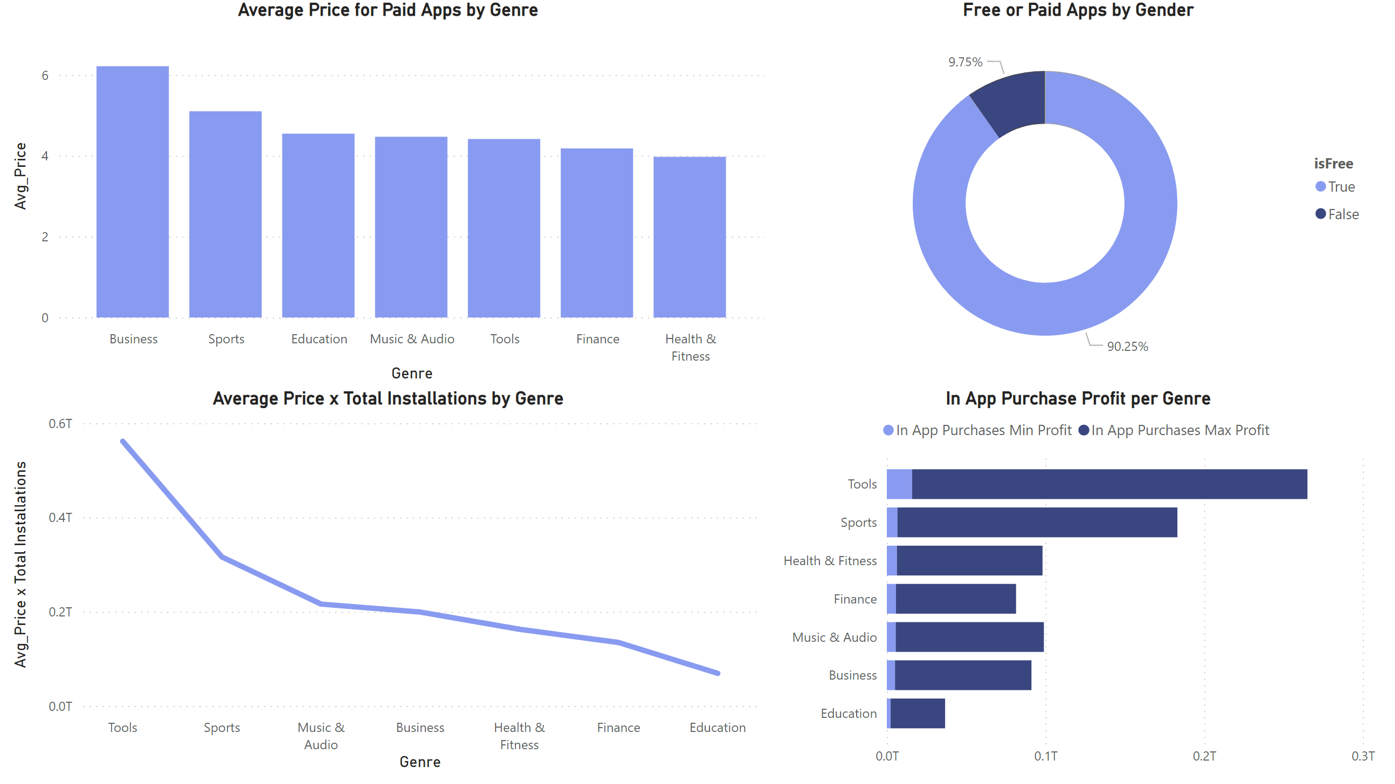 Average Price for Paid Apps by Genre
Avg_Price
6
4
2
0
Business
Sports
Education
Music & Audio
Tools
Finance
Health &
Fitness
Genre
Free or Paid Apps by Gender
9.75%
90.25%
isFree
True
False
Average Price x Total Installations by Genre
Avg_Price x Total Installations
0.6T
0.4T
0.2T
0.0T
Tools
Sports
Music &
Audio
Business
Health &
Fitness
Finance
Education
Genre
In App Purchase Profit per Genre
In App Purchases Min Profit In App Purchases Max Profit
Tools
Sports
Health & Fitness
Finance
Music & Audio
Business
Education
0.0T 0.1T 0.2T 0.3T